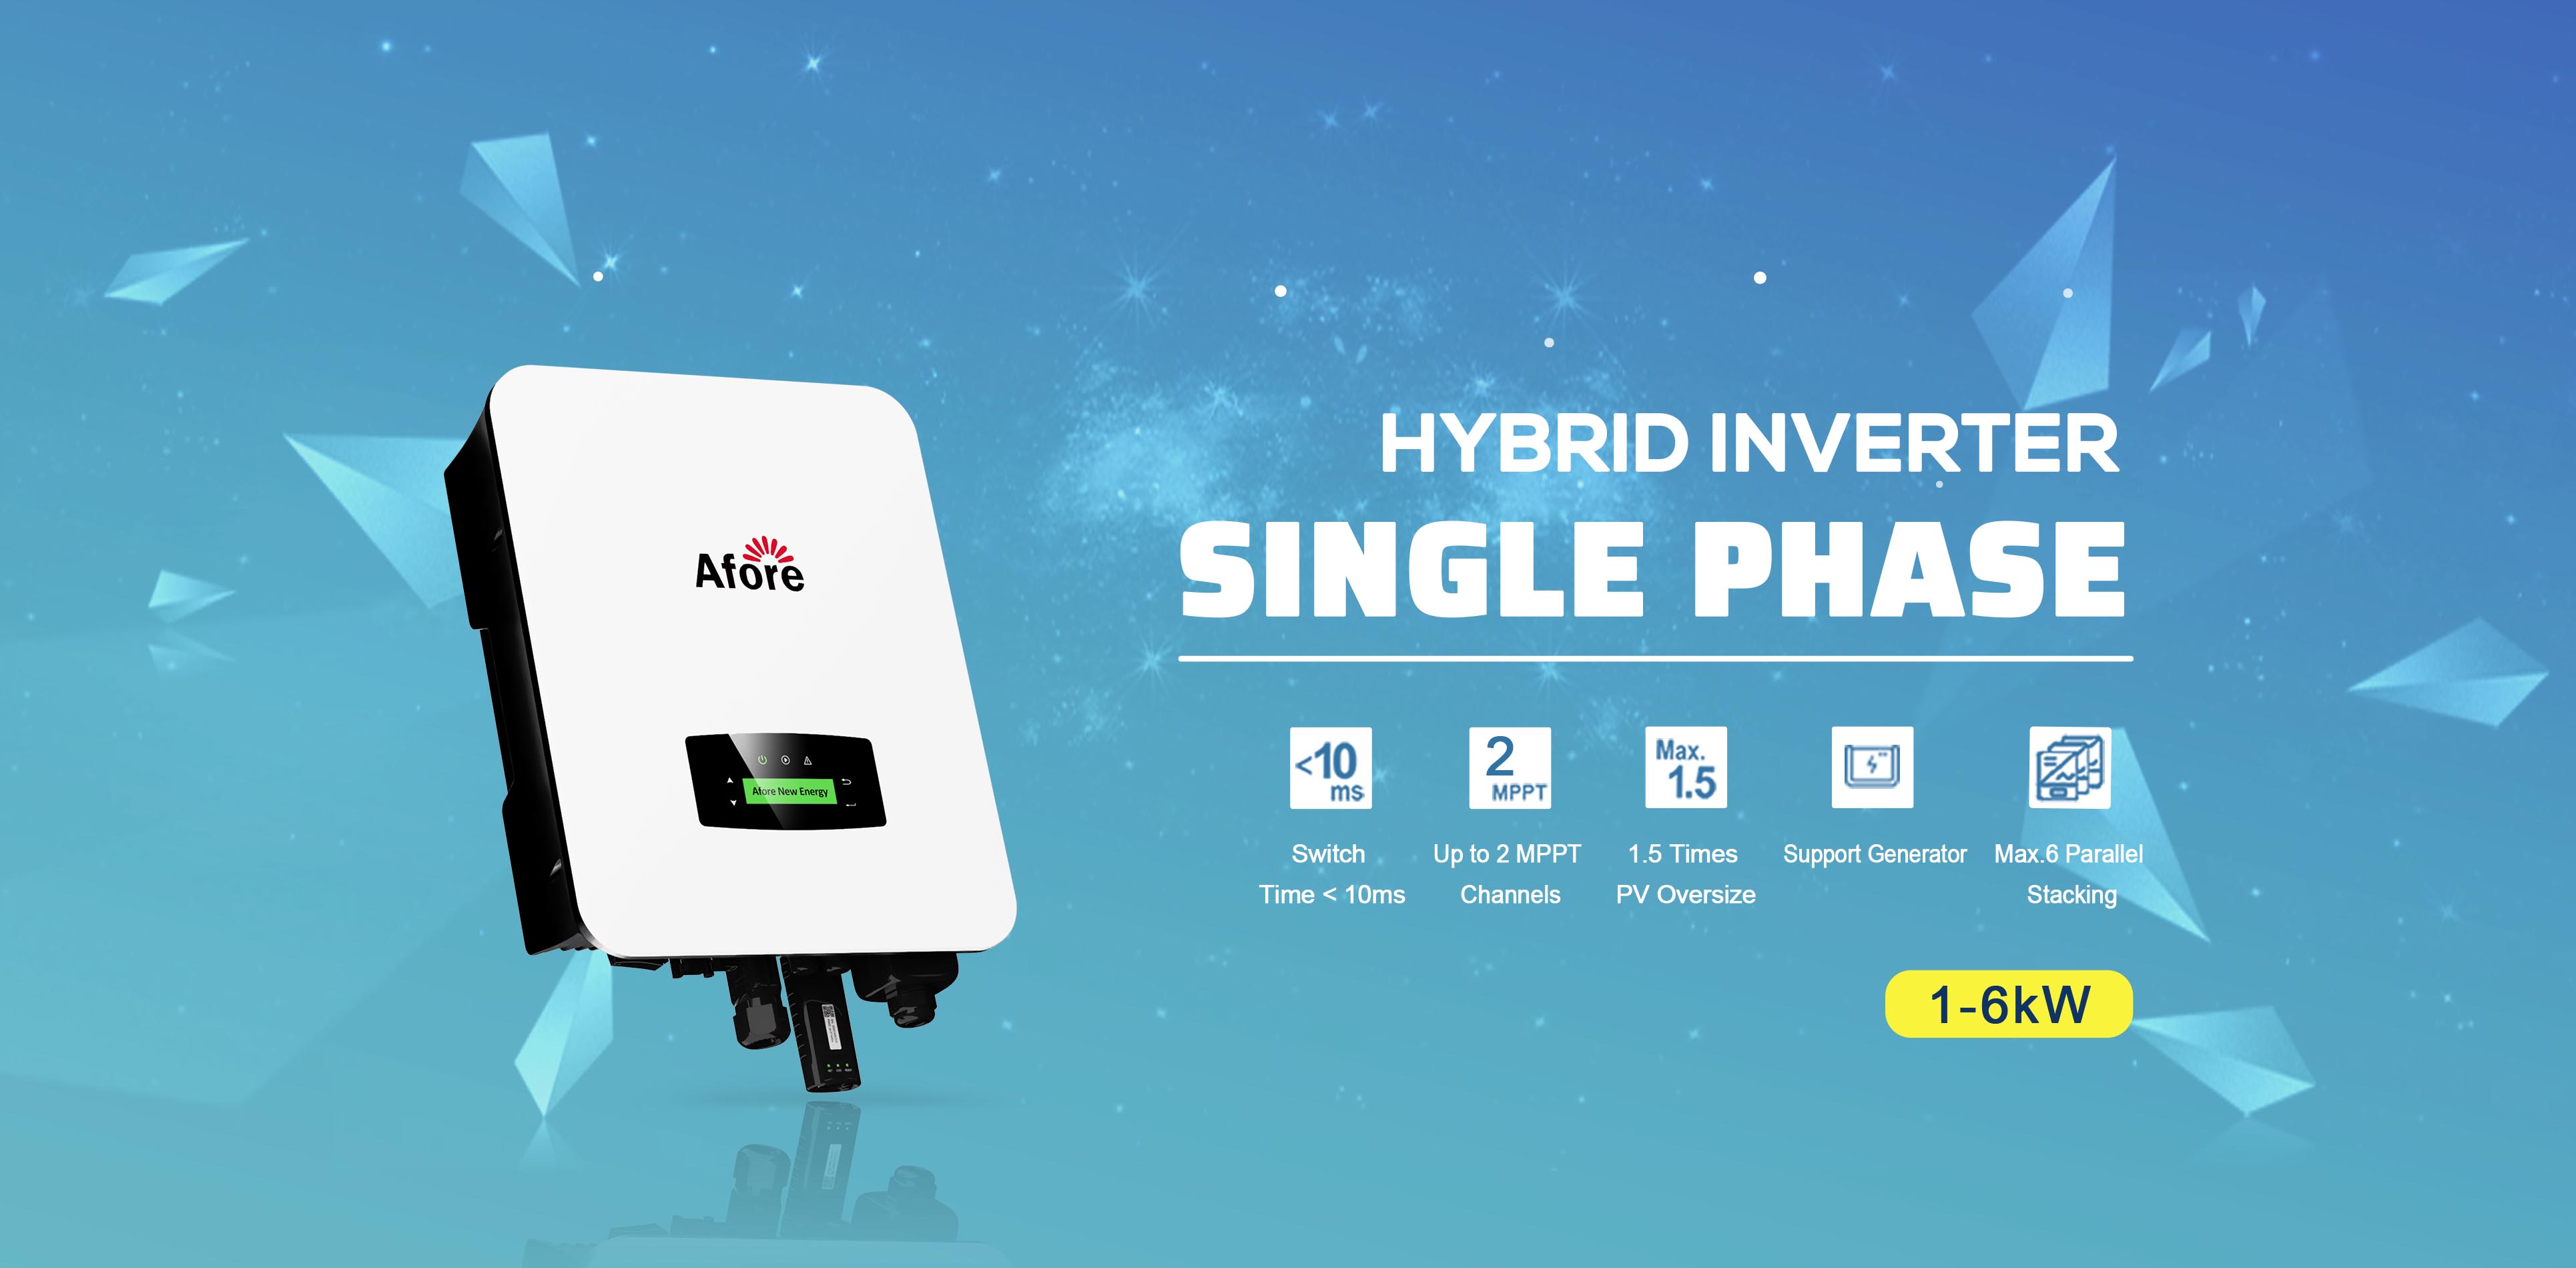 Afore
Afore New Energy
HYBRID INVERTER
SINGLE PHASE
<10
ms
2
MPPT
Max.
1.5
Switch
Time < 10ms
Up to 2 MPPT
Channels
1.5 Times
PV Oversize
Support Generator
Max.6 Parallel
Stacking
1-6kW